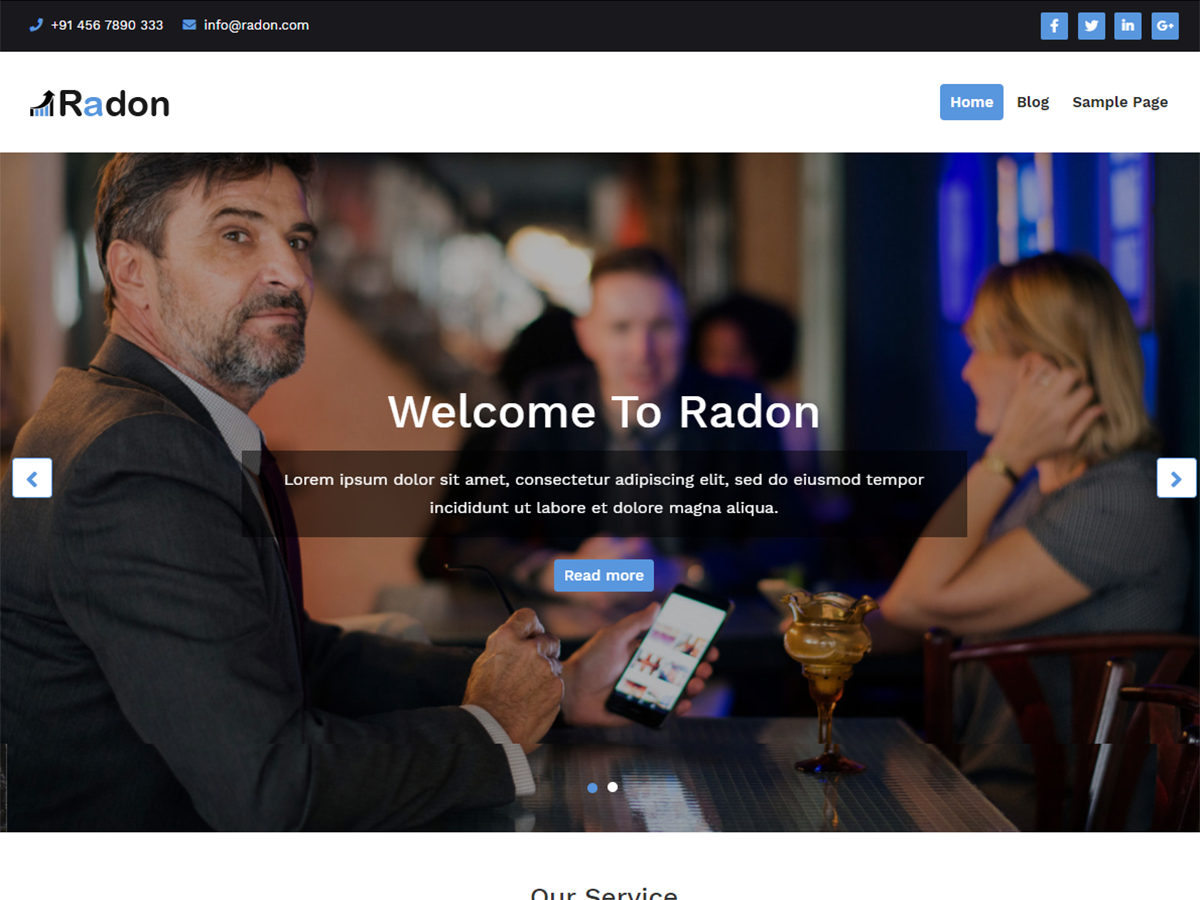 +91 456 7890 333 info@radon.com
Radon
Home Blog Sample Page
Welcome To Radon
Lorem ipsum dolor sit amet, consectetur adipiscing elit, sed do eiusmod tempor
incididunt ut labore et dolore magna aliqua.
Read more
Our Service